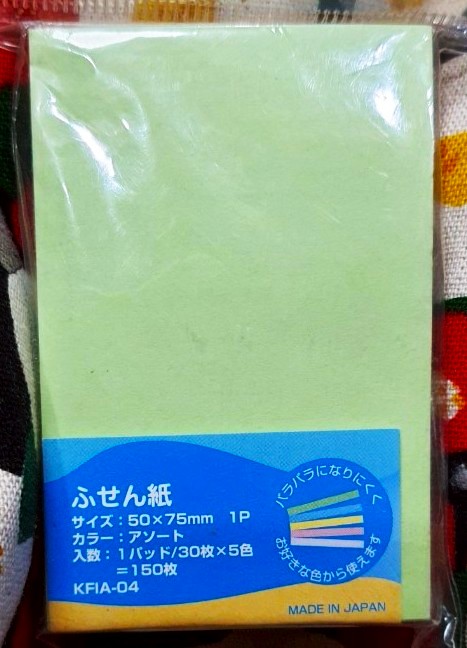 ふせん紙
サイズ：50×75mm 1P
カラー：アソート
入数：1パッド/30枚×5色
＝150枚
KFIA-04
バラバラになりにくく
お好きな色から使えます
MADE IN JAPAN